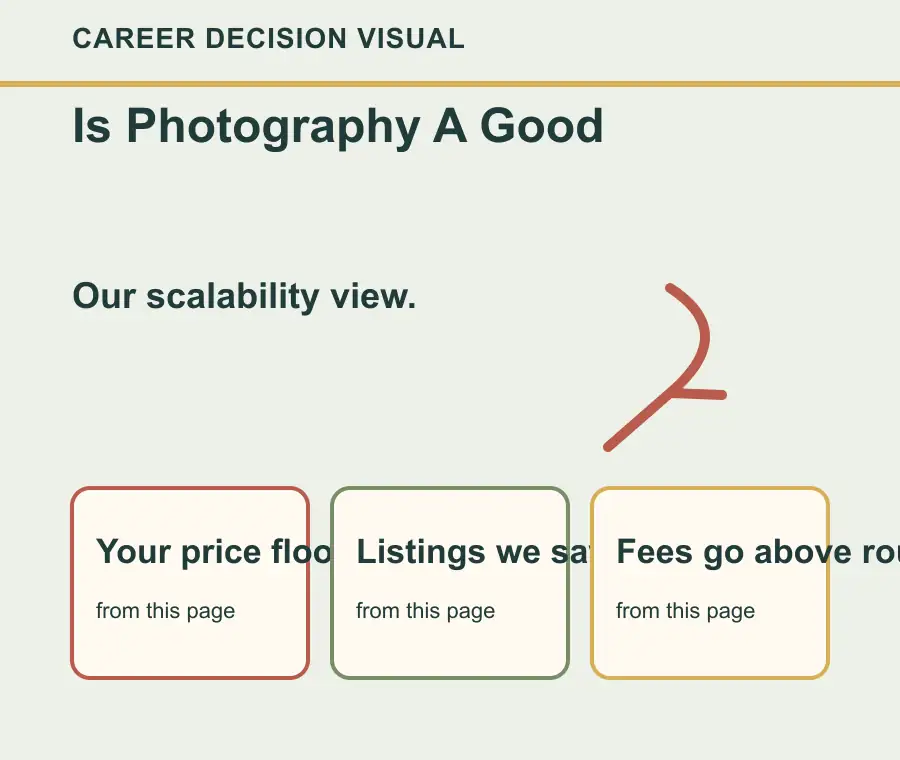 CAREER DECISION VISUAL
Is Photography A Good
Our scalability view.
Your price floo
Listings we sa
Fees go above rou
from this page
from this page
from this page